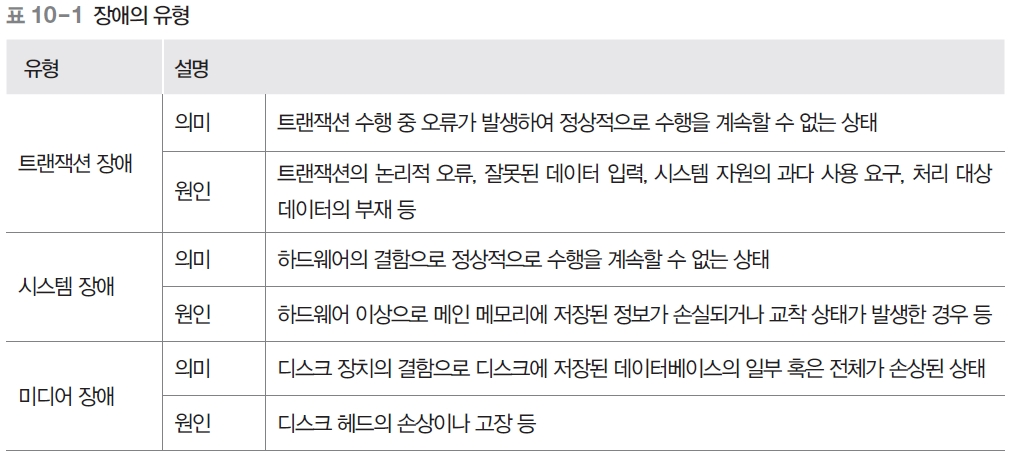 표 10-1 장애의 유형
유형 설명
트랜잭션 장애
의미 트랜잭션 수행 중 오류가 발생하여 정상적으로 수행을 계속할 수 없는 상태
원인 트랜잭션의 논리적 오류, 잘못된 데이터 입력, 시스템 자원의 과다 사용 요구, 처리 대상
데이터의 부재 등
시스템 장애
의미 하드웨어의 결함으로 정상적으로 수행을 계속할 수 없는 상태
원인 하드웨어 이상으로 메인 메모리에 저장된 정보가 손실되거나 교착 상태가 발생한 경우 등
미디어 장애
의미 디스크 장치의 결함으로 디스크에 저장된 데이터베이스의 일부 혹은 전체가 손상된 상태
원인 디스크 헤드의 손상이나 고장 등